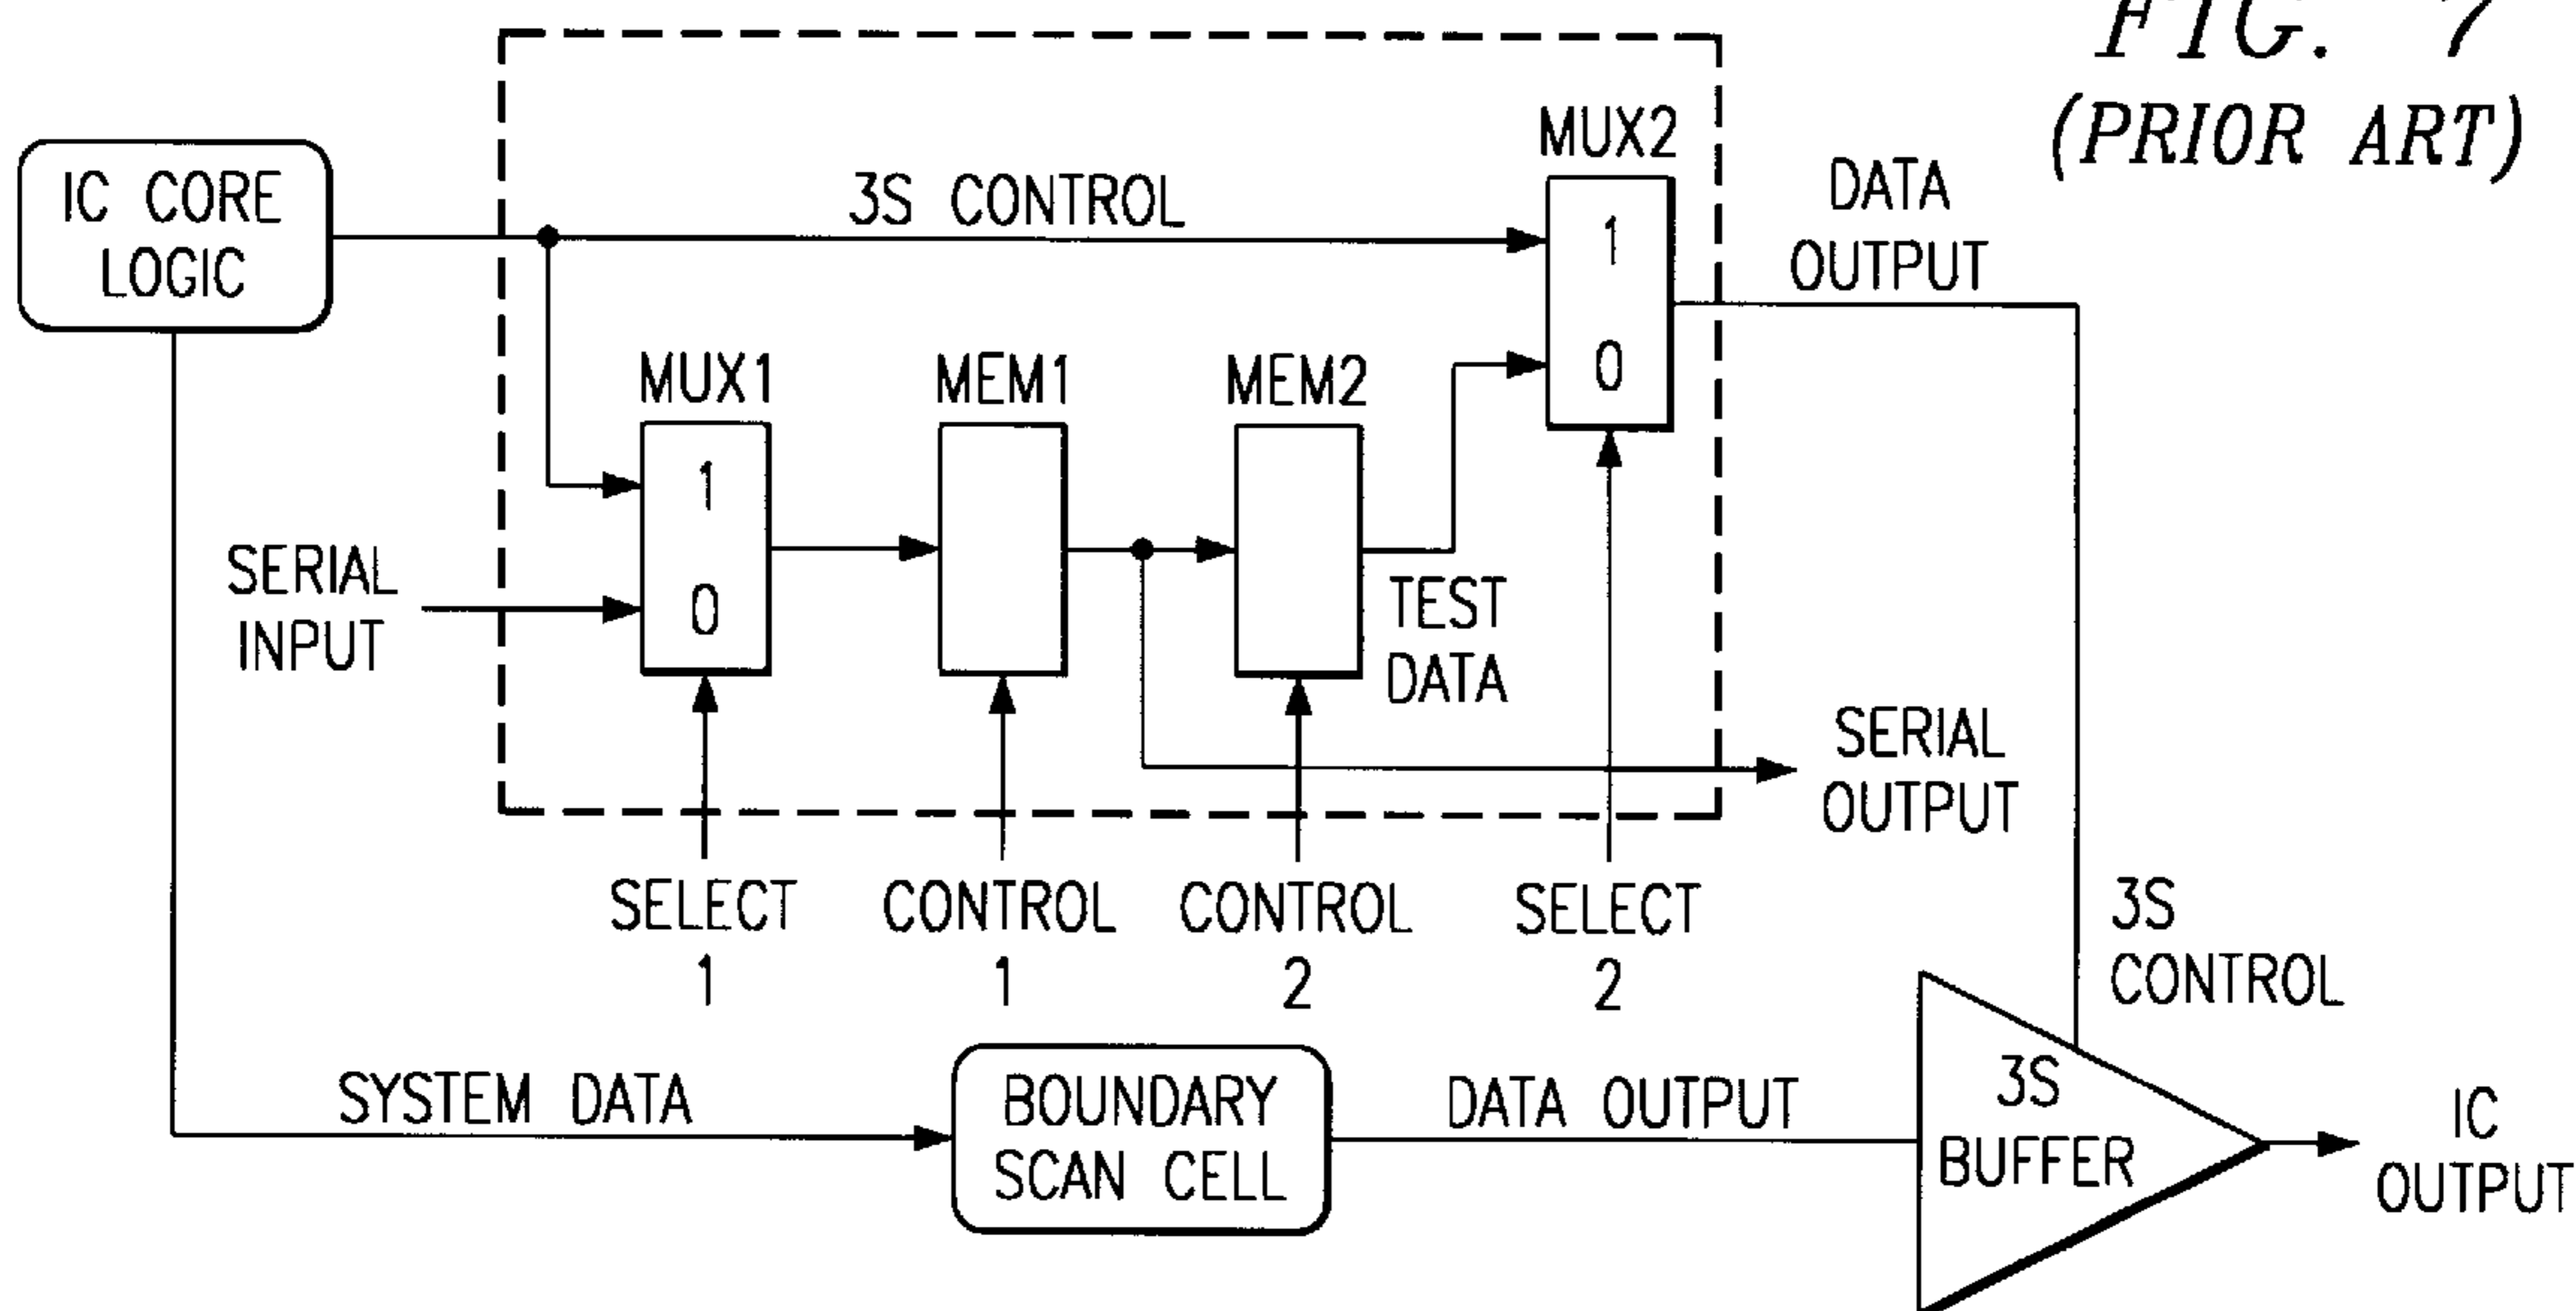 FIG. 7
(PRIOR ART)
IC CORE
LOGIC
3S CONTROL
MUX2
1
0
DATA
OUTPUT
MUX1
1
0
MEM1
MEM2
SERIAL
INPUT
TEST
DATA
SERIAL
OUTPUT
SELECT
1
CONTROL
1
CONTROL
2
SELECT
2
3S
CONTROL
SYSTEM DATA
BOUNDARY
SCAN CELL
DATA OUTPUT
3S
BUFFER
IC
OUTPUT